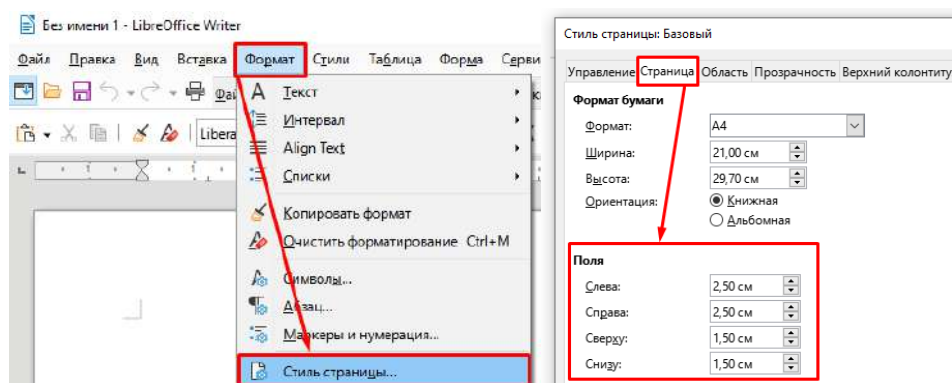 Без имени 1 - LibreOffice Writer
Файл Правка Вид Вставка Формат Стили Таблица Форма Серви
Фай
Libera
Текст
Интервал
Align Text
Списки
Копировать формат
Очистить форматирование Ctrl+M
Символы...
Абзац...
Маркеры и нумерация...
Стиль страницы...
Стиль страницы: Базовый
Управление Страница Область Прозрачность Верхний колонтиту
Формат бумаги
Формат: A4
Ширина: 21,00 см
Высота: 29,70 см
Ориентация: Книжная
Альбомная
Поля
Слева: 2,50 см
Справа: 2,50 см
Сверху: 1,50 см
Снизу: 1,50 см